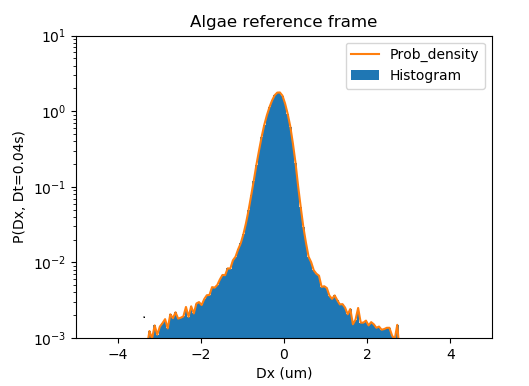 Algae reference frame
Prob_density
Histogram
P(Dx, Dt=0.04s)
10^1
10^0
10^−1
10^−2
10^−3
−4
−2
0
2
4
Dx (um)